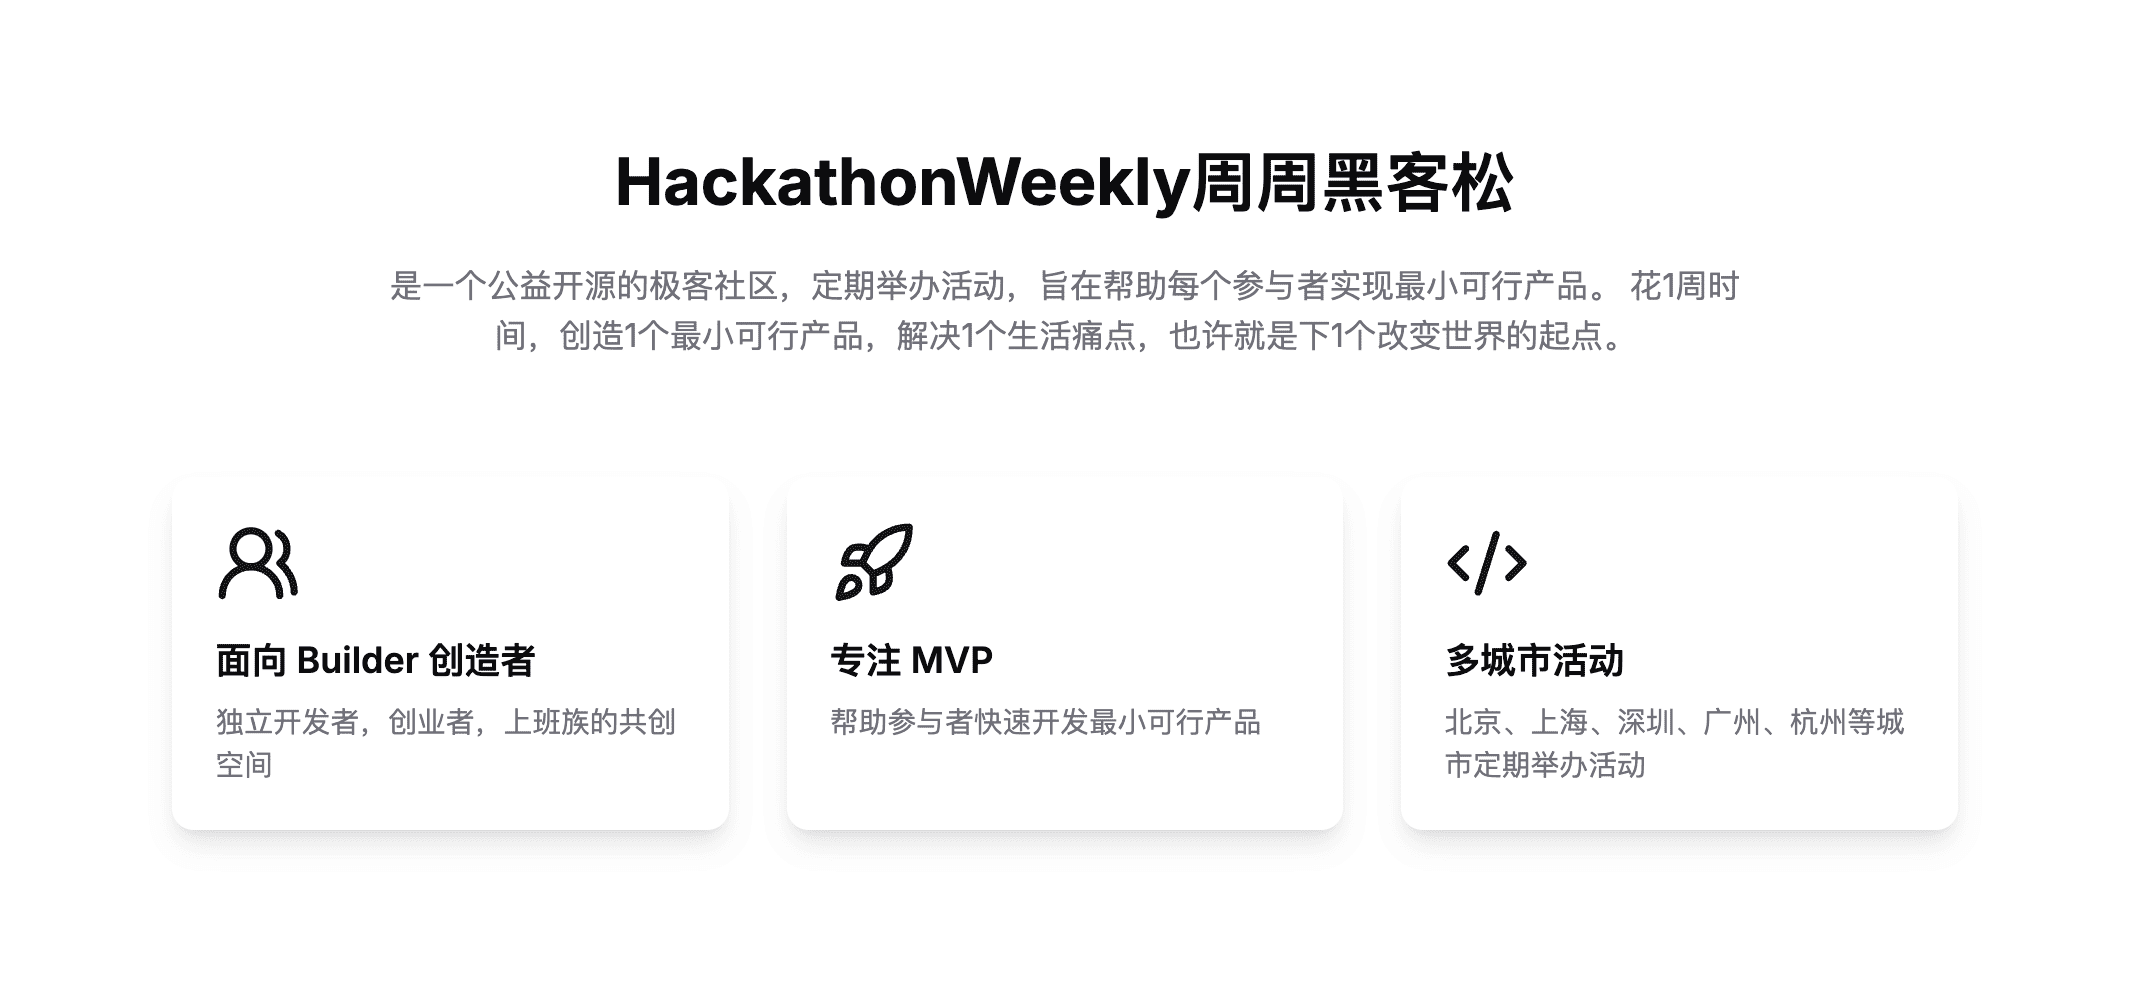 HackathonWeekly周周黑客松
是一个公益开源的极客社区，定期举办活动，旨在帮助每个参与者实现最小可行产品。 花1周时
间，创造1个最小可行产品，解决1个生活痛点，也许就是下1个改变世界的起点。
面向 Builder 创造者
独立开发者，创业者，上班族的共创
空间
专注 MVP
帮助参与者快速开发最小可行产品
多城市活动
北京、上海、深圳、广州、杭州等城
市定期举办活动